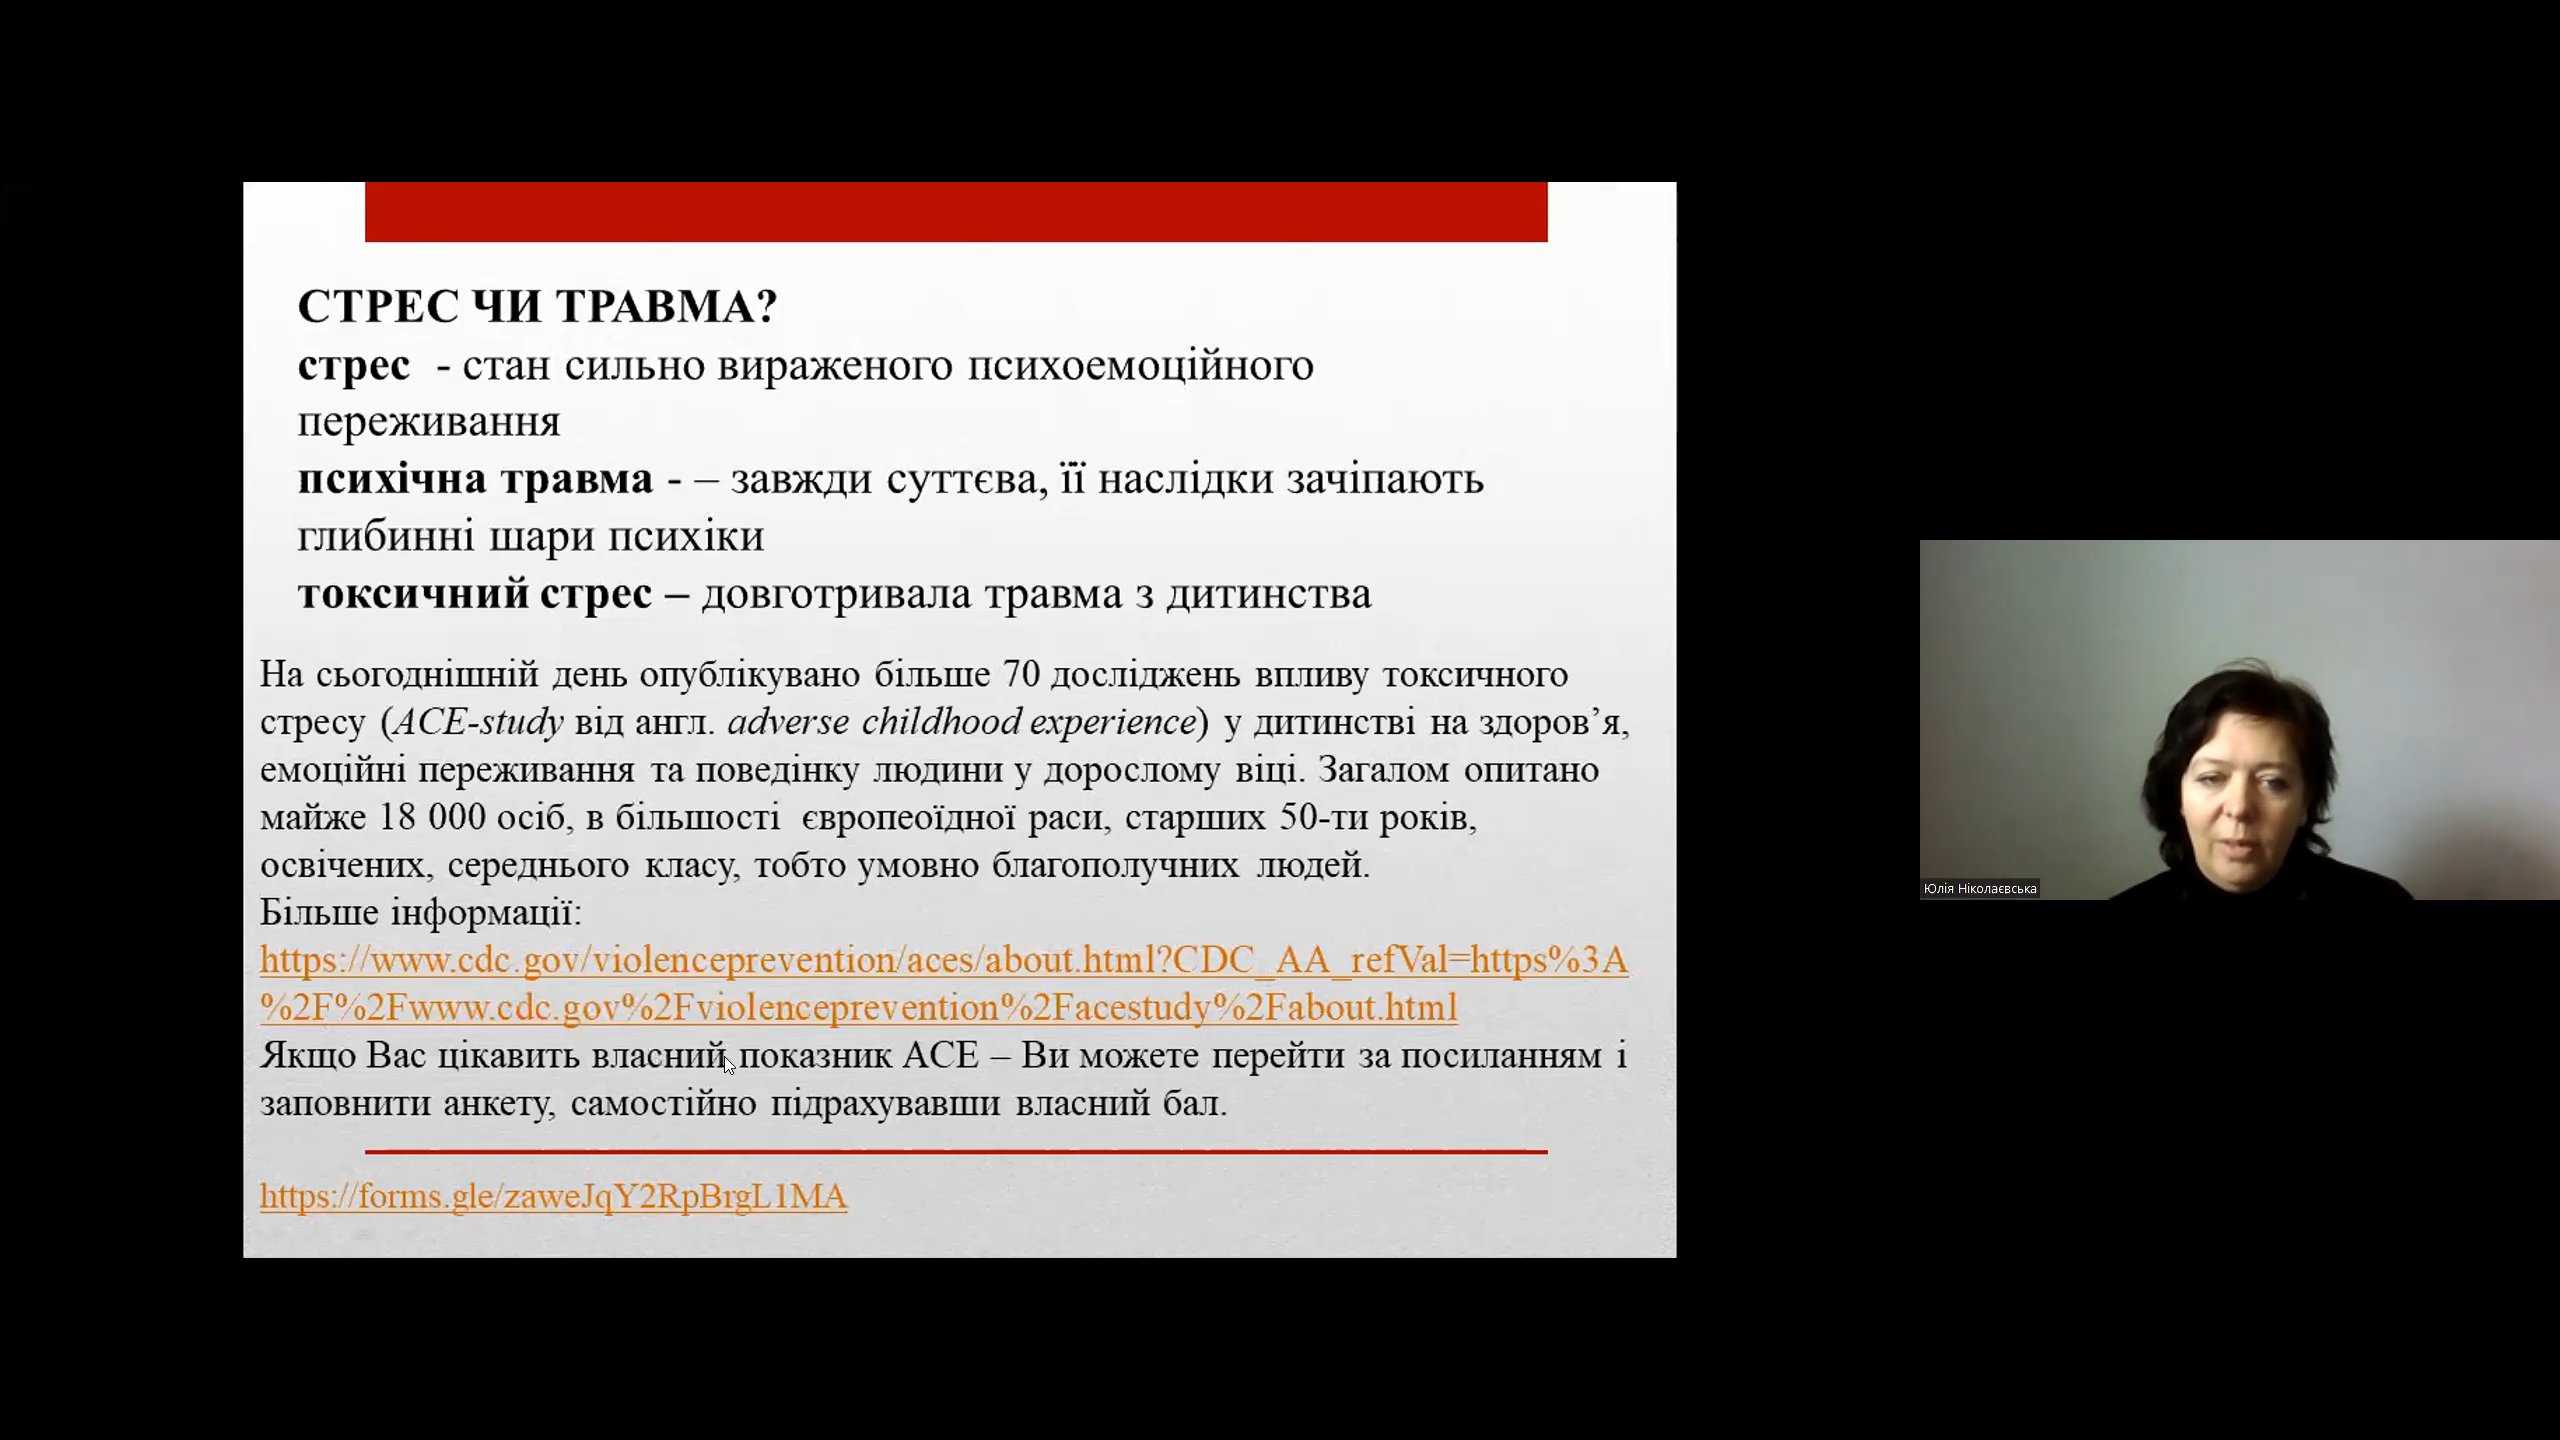 СТРЕС ЧИ ТРАВМА?
стрес - стан сильно вираженого психоемоційного
переживання
психічна травма - – завжди суттєва, її наслідки зачіпають
глибинні шари психіки
токсичний стрес – довготривала травма з дитинства
На сьогоднішній день опублікувано більше 70 досліджень впливу токсичного
стресу (ACE-study від англ. adverse childhood experience) у дитинстві на здоров’я,
емоційні переживання та поведінку людини у дорослому віці. Загалом опитано
майже 18 000 осіб, в більшості європеоїдної раси, старших 50-ти років,
освічених, середнього класу, тобто умовно благополучних людей.
Більше інформації:
https://www.cdc.gov/violenceprevention/aces/about.html?CDC_AA_refVal=https%3A
%2F%2Fwww.cdc.gov%2Fviolenceprevention%2Facestudy%2Fabout.html
Якщо Вас цікавить власний показник ACE – Ви можете перейти за посиланням і
заповнити анкету, самостійно підрахувавши власний бал.
https://forms.gle/zaweJqY2RpBrgL1MA
Юлія Ніколаєвська